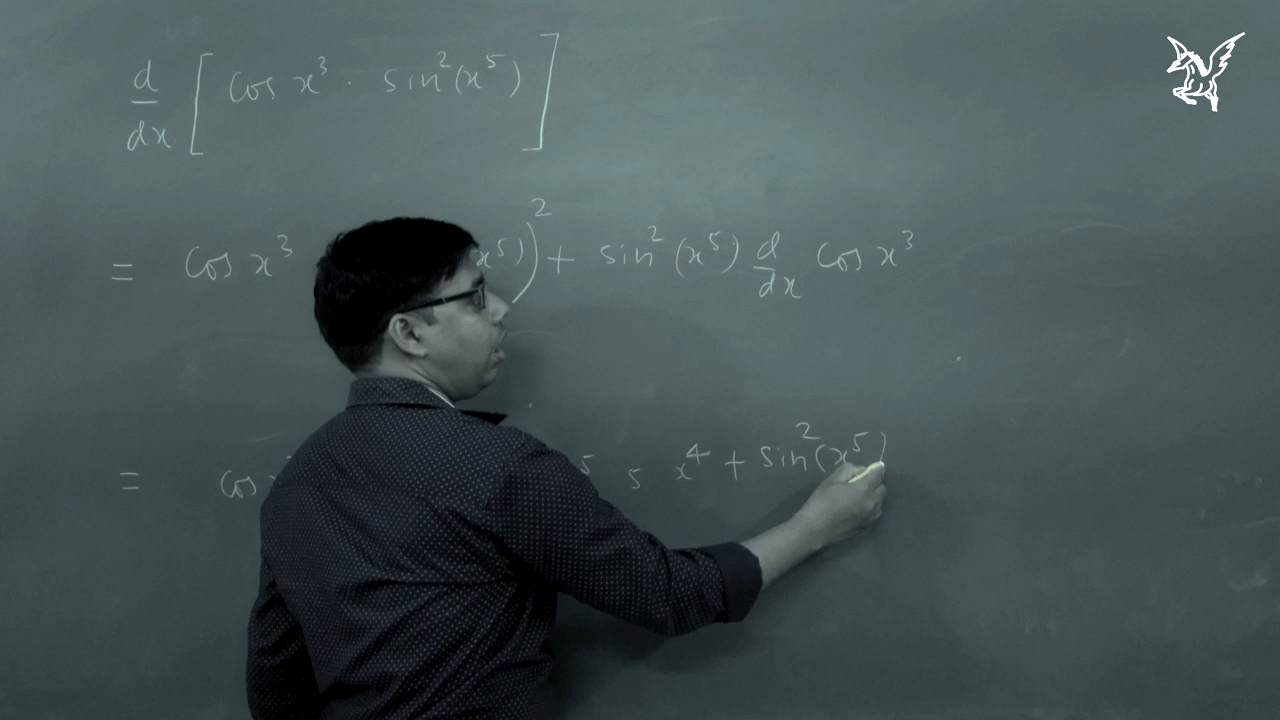 d/dx [ cos x³ · sin²(x⁵) ]
= cos x³ x⁵))² + sin²(x⁵) d/dx cos x³
= cos 5 5 x⁴ + sin²(x⁵)